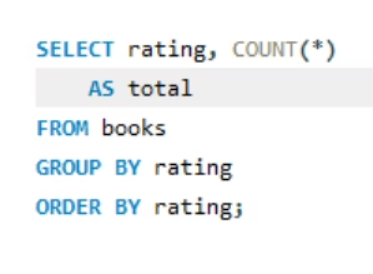 SELECT rating, COUNT(*)
    AS total
FROM books
GROUP BY rating
ORDER BY rating;